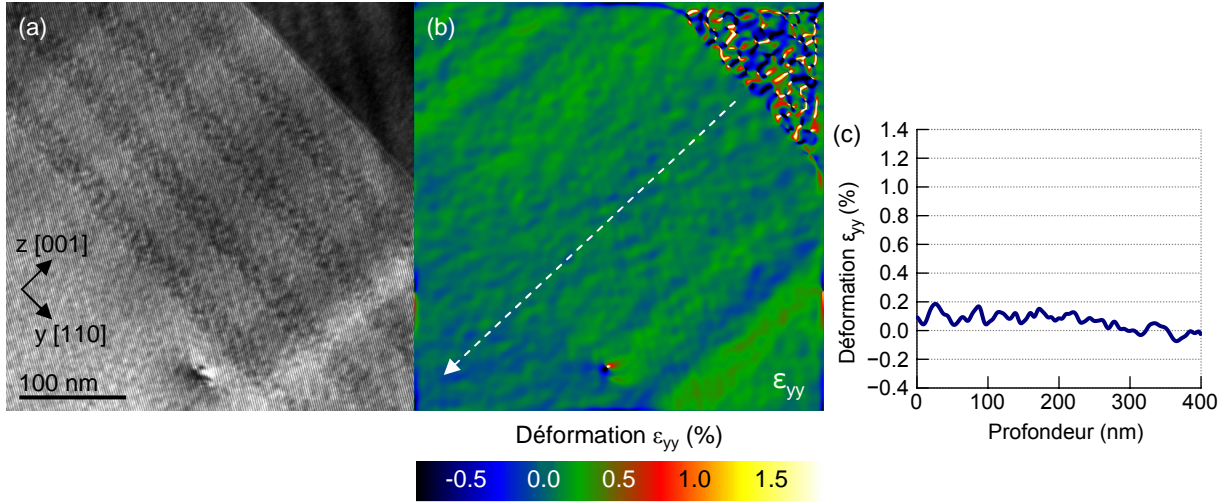 (a)
z [001]
y [110]
100 nm
(b)
εyy
Déformation εyy (%)
-0.5 0.0 0.5 1.0 1.5
(c)
Déformation εyy (%)
1.4
1.2
1.0
0.8
0.6
0.4
0.2
0.0
−0.2
−0.4
0 100 200 300 400
Profondeur (nm)